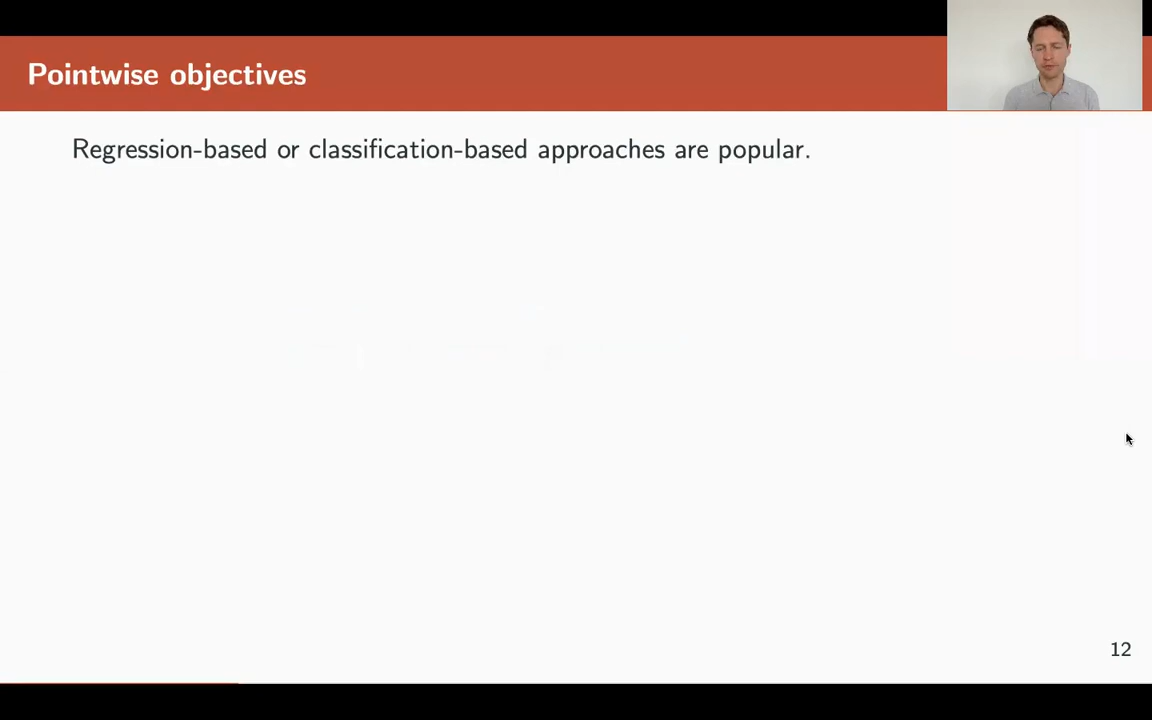 Pointwise objectives
Regression-based or classification-based approaches are popular.
12